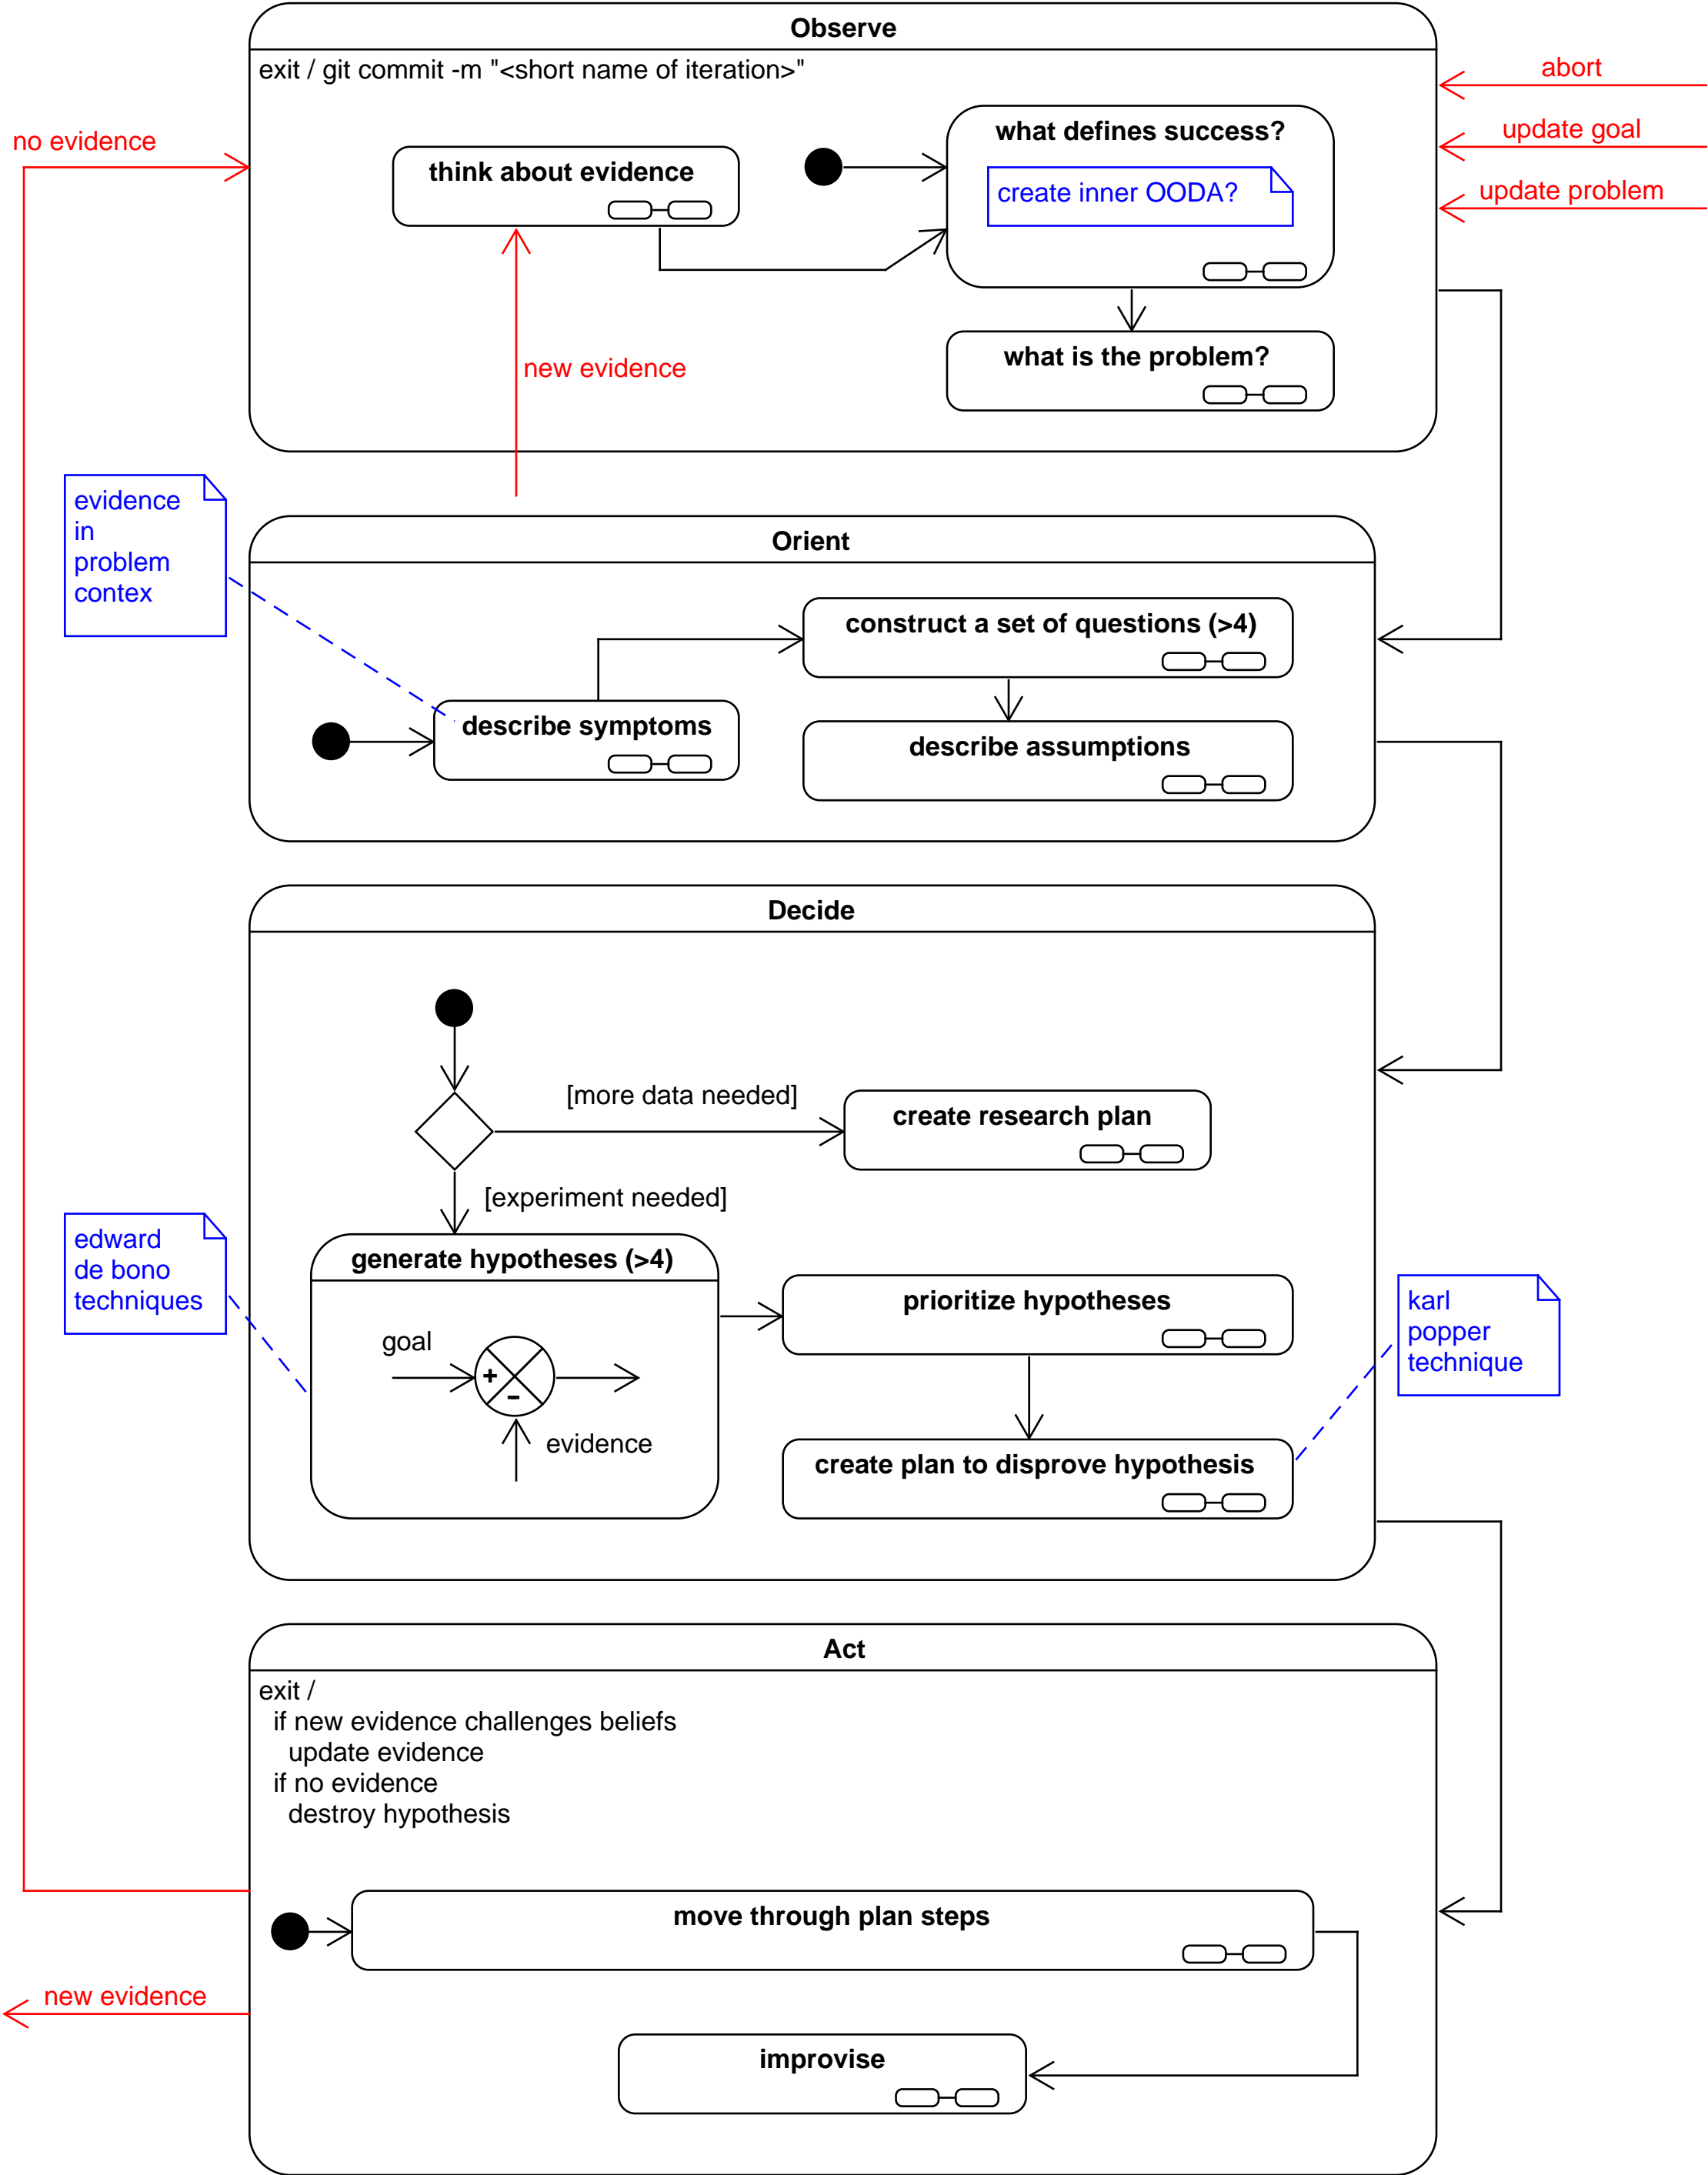 Observe
exit / git commit -m "<short name of iteration>"
abort
update goal
update problem
no evidence
think about evidence
what defines success?
create inner OODA?
what is the problem?
new evidence
evidence
in
problem
contex
Orient
construct a set of questions (>4)
describe symptoms
describe assumptions
Decide
[more data needed]
create research plan
[experiment needed]
edward
de bono
techniques
generate hypotheses (>4)
goal
+
-
evidence
prioritize hypotheses
karl
popper
technique
create plan to disprove hypothesis
Act
exit /
if new evidence challenges beliefs
update evidence
if no evidence
destroy hypothesis
move through plan steps
new evidence
improvise